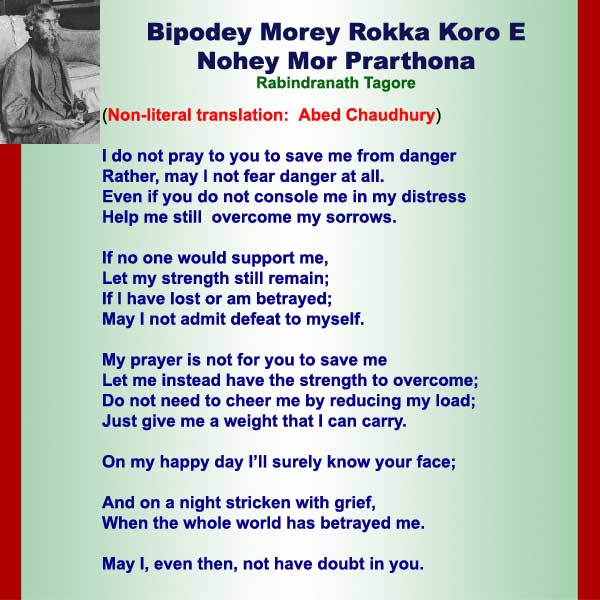 Bipodey Morey Rokka Koro E
Nohey Mor Prarthona
Rabindranath Tagore
(Non-literal translation:  Abed Chaudhury)
I do not pray to you to save me from danger
Rather, may I not fear danger at all.
Even if you do not console me in my distress
Help me still  overcome my sorrows.
If no one would support me,
Let my strength still remain;
If I have lost or am betrayed;
May I not admit defeat to myself.
My prayer is not for you to save me
Let me instead have the strength to overcome;
Do not need to cheer me by reducing my load;
Just give me a weight that I can carry.
On my happy day I’ll surely know your face;
And on a night stricken with grief,
When the whole world has betrayed me.
May I, even then, not have doubt in you.